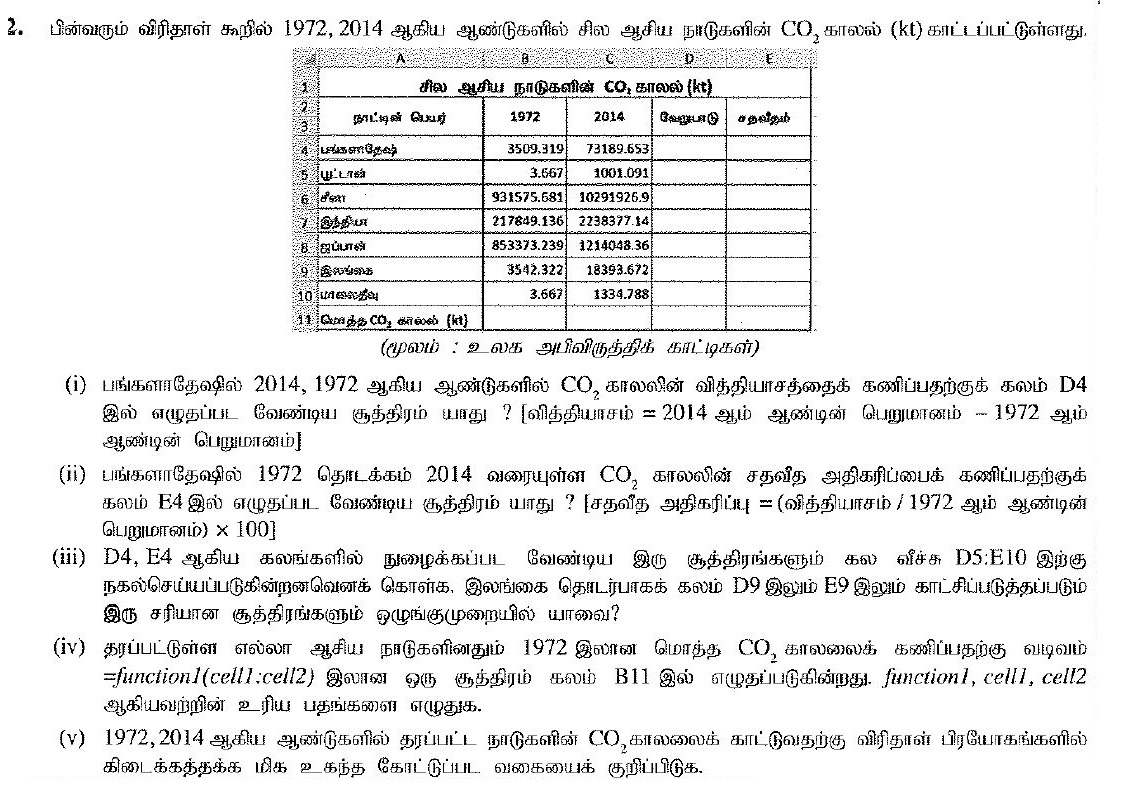 2. பின்வரும் விரிதாள் கூறில் 1972, 2014 ஆகிய ஆண்டுகளில் சில ஆசிய நாடுகளின் CO₂ காலல் (kt) காட்டப்பட்டுள்ளது.
A B C D E
1 சில ஆசிய நாடுகளின் CO₂ காலல் (kt)
2
3 நாட்டின் பெயர் 1972 2014 வேறுபாடு சதவீதம்
4 பங்களாதேஷ் 3509.319 73189.653
5 பூட்டான் 3.667 1001.091
6 சீனா 931575.681 10291926.9
7 இந்தியா 217849.136 2238377.14
8 ஜப்பான் 853373.239 1214048.36
9 இலங்கை 3542.322 18393.672
10 மாலைதீவு 3.667 1334.788
11 மொத்த CO₂ காலல் (kt)
(மூலம் : உலக அபிவிருத்திக் காட்டிகள்)
(i) பங்களாதேஷில் 2014, 1972 ஆகிய ஆண்டுகளில் CO₂ காலலின் வித்தியாசத்தைக் கணிப்பதற்குக் கலம் D4
இல் எழுதப்பட வேண்டிய சூத்திரம் யாது ? [வித்தியாசம் = 2014 ஆம் ஆண்டின் பெறுமானம் – 1972 ஆம்
ஆண்டின் பெறுமானம்]
(ii) பங்களாதேஷில் 1972 தொடக்கம் 2014 வரையுள்ள CO₂ காலலின் சதவீத அதிகரிப்பைக் கணிப்பதற்குக்
கலம் E4 இல் எழுதப்பட வேண்டிய சூத்திரம் யாது ? [சதவீத அதிகரிப்பு = (வித்தியாசம் / 1972 ஆம் ஆண்டின்
பெறுமானம்) × 100]
(iii) D4, E4 ஆகிய கலங்களில் நுழைக்கப்பட வேண்டிய இரு சூத்திரங்களும் கல வீச்சு D5:E10 இற்கு
நகல்செய்யப்படுகின்றனவெனக் கொள்க. இலங்கை தொடர்பாகக் கலம் D9 இலும் E9 இலும் காட்சிப்படுத்தப்படும்
இரு சரியான சூத்திரங்களும் ஒழுங்குமுறையில் யாவை?
(iv) தரப்பட்டுள்ள எல்லா ஆசிய நாடுகளினதும் 1972 இலான மொத்த CO₂ காலலைக் கணிப்பதற்கு வடிவம்
=function1(cell1:cell2) இலான ஒரு சூத்திரம் கலம் B11 இல் எழுதப்படுகின்றது. function1, cell1, cell2
ஆகியவற்றின் உரிய பதங்களை எழுதுக.
(v) 1972, 2014 ஆகிய ஆண்டுகளில் தரப்பட்ட நாடுகளின் CO₂ காலலைக் காட்டுவதற்கு விரிதாள் பிரயோகங்களில்
கிடைக்கத்தக்க மிக உகந்த கோட்டுப்பட வகையைக் குறிப்பிடுக.